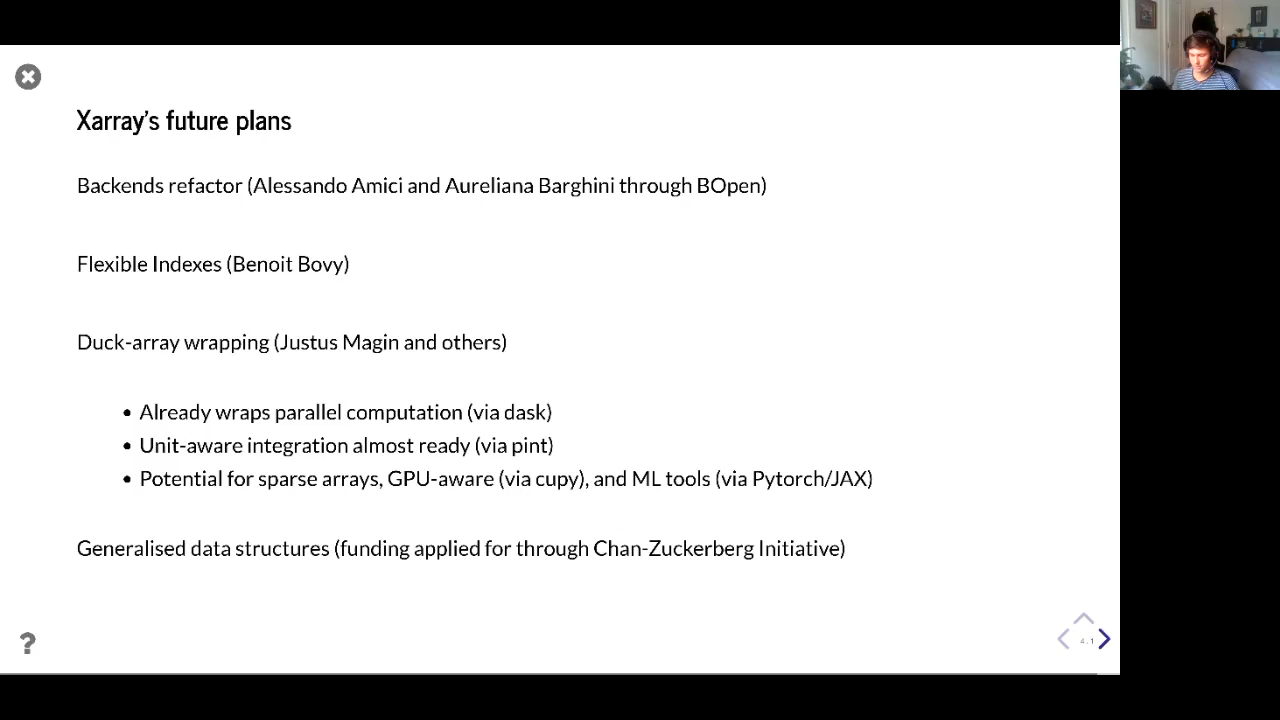 Xarray's future plans
Backends refactor (Alessando Amici and Aureliana Barghini through BOpen)
Flexible Indexes (Benoit Bovy)
Duck-array wrapping (Justus Magin and others)
• Already wraps parallel computation (via dask)
• Unit-aware integration almost ready (via pint)
• Potential for sparse arrays, GPU-aware (via cupy), and ML tools (via Pytorch/JAX)
Generalised data structures (funding applied for through Chan-Zuckerberg Initiative)
?
4.1